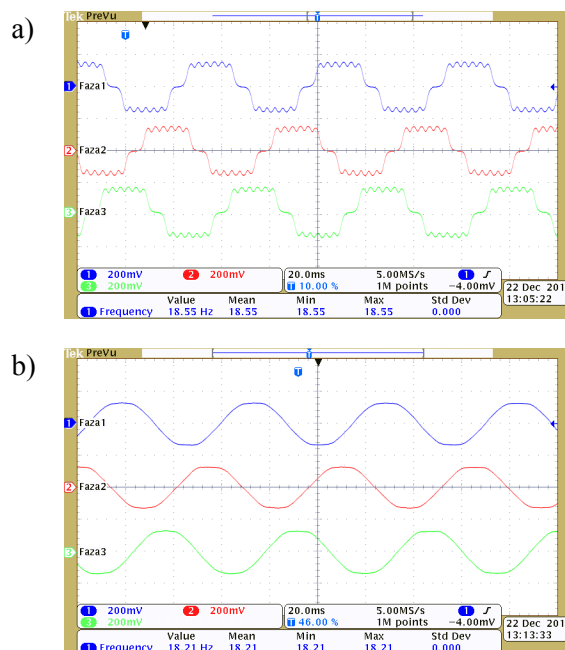 a)
Tek PreVu
T
T
1 Faza1
2 Faza2
3 Faza3
1 200mV 2 200mV
3 200mV
20.0ms 5.00MS/s 1
T 10.00 % 1M points -4.00mV
Value Mean Min Max Std Dev
1 Frequency 18.55 Hz 18.55 18.55 18.55 0.000
22 Dec 201
13:05:22
b)
Tek PreVu
T
T
1 Faza1
2 Faza2
3 Faza3
1 200mV 2 200mV
3 200mV
20.0ms 5.00MS/s 1
T 46.00 % 1M points -4.00mV
Value Mean Min Max Std Dev
1 Frequency 18.21 Hz 18.21 18.21 18.21 0.000
22 Dec 201
13:13:33